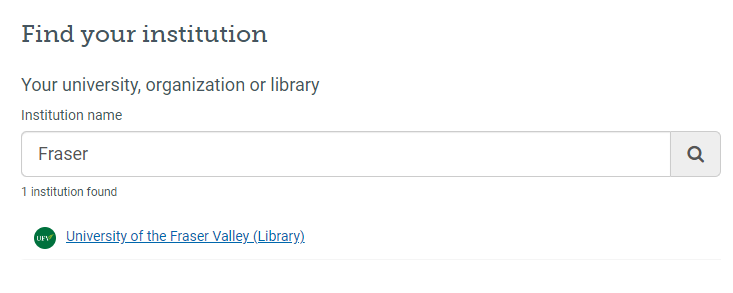 Find your institution
Your university, organization or library
Institution name
Fraser
1 institution found
UFV
University of the Fraser Valley (Library)